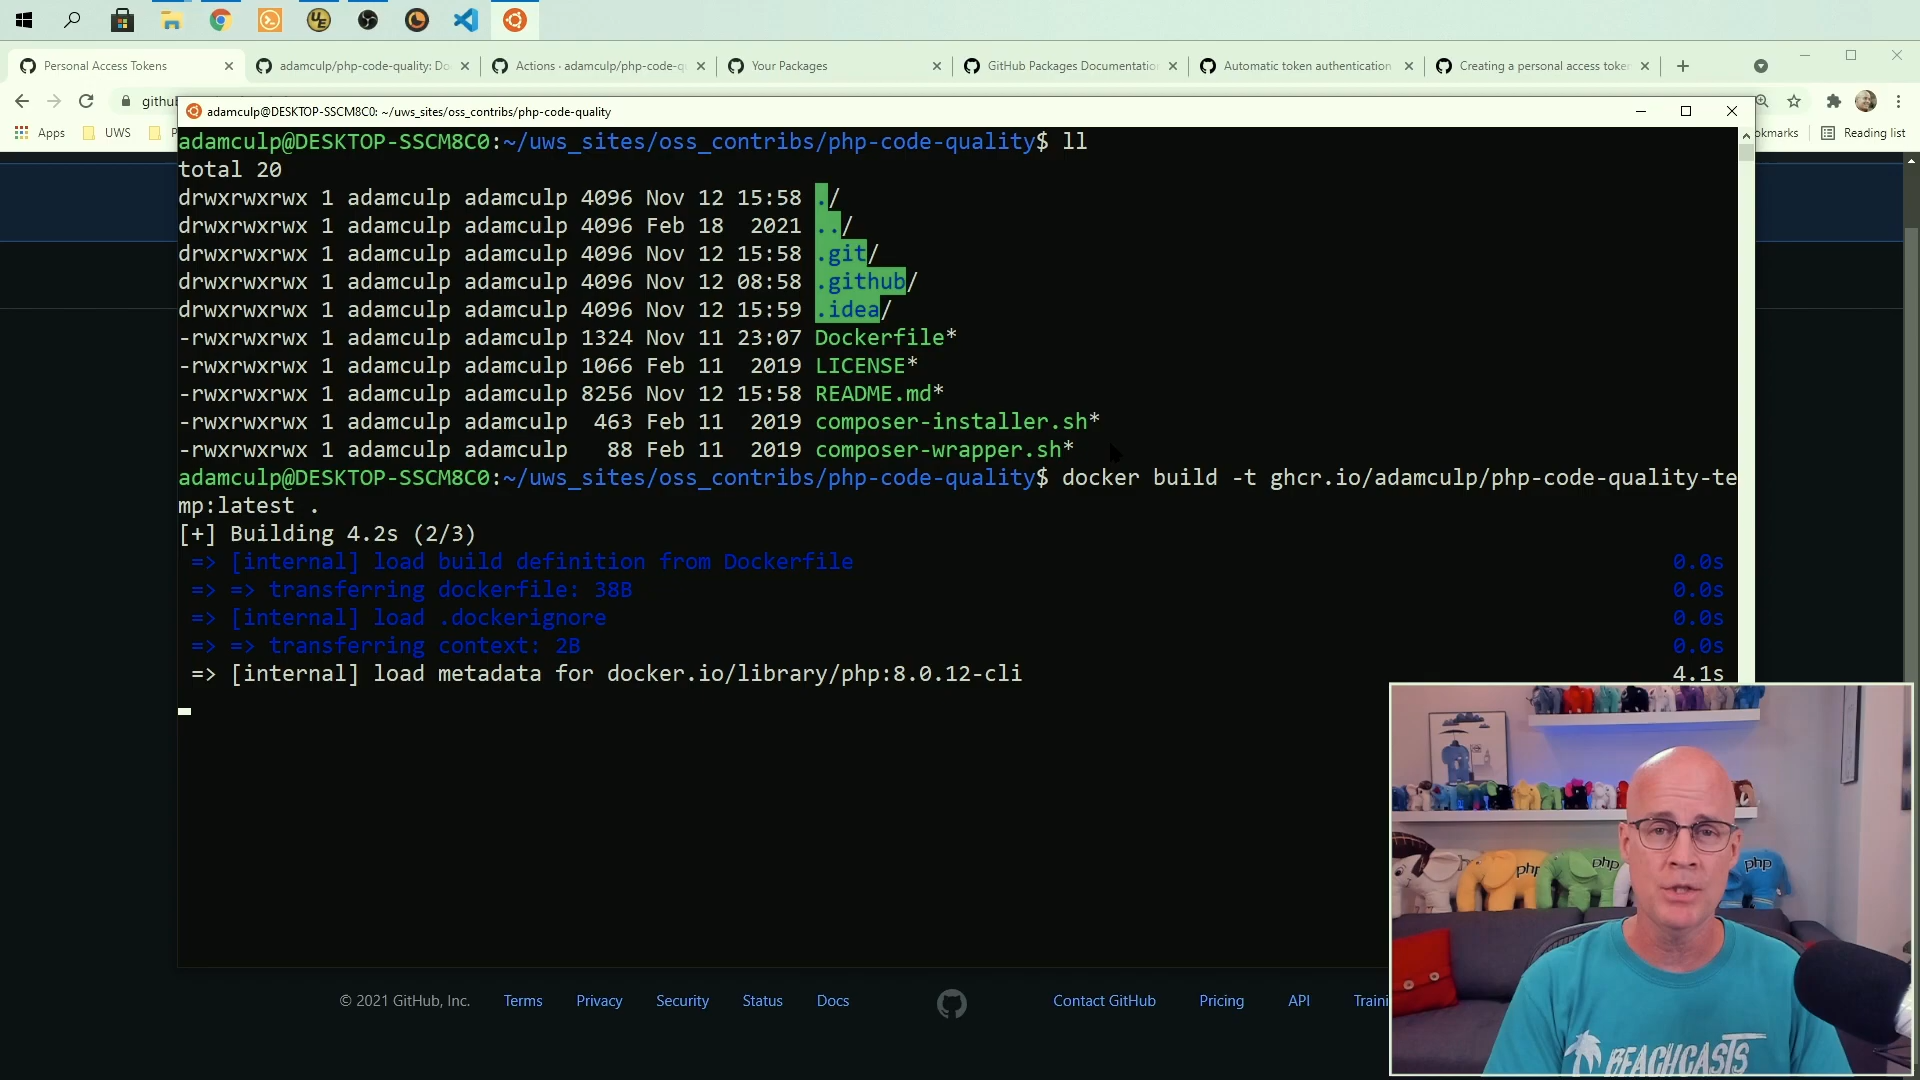 Personal Access Tokens
adamculp/php-code-quality: Do
Actions · adamculp/php-code-q
Your Packages
GitHub Packages Documentation
Automatic token authentication
Creating a personal access token
github
adamculp@DESKTOP-SSCM8C0: ~/uws_sites/oss_contribs/php-code-quality
Apps
UWS
P
okmarks
Reading list
adamculp@DESKTOP-SSCM8C0:~/uws_sites/oss_contribs/php-code-quality$ ll
total 20
drwxrwxrwx 1 adamculp adamculp 4096 Nov 12 15:58 ./
drwxrwxrwx 1 adamculp adamculp 4096 Feb 18  2021 ../
drwxrwxrwx 1 adamculp adamculp 4096 Nov 12 15:58 .git/
drwxrwxrwx 1 adamculp adamculp 4096 Nov 12 08:58 .github/
drwxrwxrwx 1 adamculp adamculp 4096 Nov 12 15:59 .idea/
-rwxrwxrwx 1 adamculp adamculp 1324 Nov 11 23:07 Dockerfile*
-rwxrwxrwx 1 adamculp adamculp 1066 Feb 11  2019 LICENSE*
-rwxrwxrwx 1 adamculp adamculp 8256 Nov 12 15:58 README.md*
-rwxrwxrwx 1 adamculp adamculp  463 Feb 11  2019 composer-installer.sh*
-rwxrwxrwx 1 adamculp adamculp   88 Feb 11  2019 composer-wrapper.sh*
adamculp@DESKTOP-SSCM8C0:~/uws_sites/oss_contribs/php-code-quality$ docker build -t ghcr.io/adamculp/php-code-quality-te
mp:latest .
[+] Building 4.2s (2/3)
=> [internal] load build definition from Dockerfile 0.0s
=> => transferring dockerfile: 38B 0.0s
=> [internal] load .dockerignore 0.0s
=> => transferring context: 2B 0.0s
=> [internal] load metadata for docker.io/library/php:8.0.12-cli 4.1s
php
php
php
BEACHCASTS
© 2021 GitHub, Inc.
Terms
Privacy
Security
Status
Docs
Contact GitHub
Pricing
API
Traini